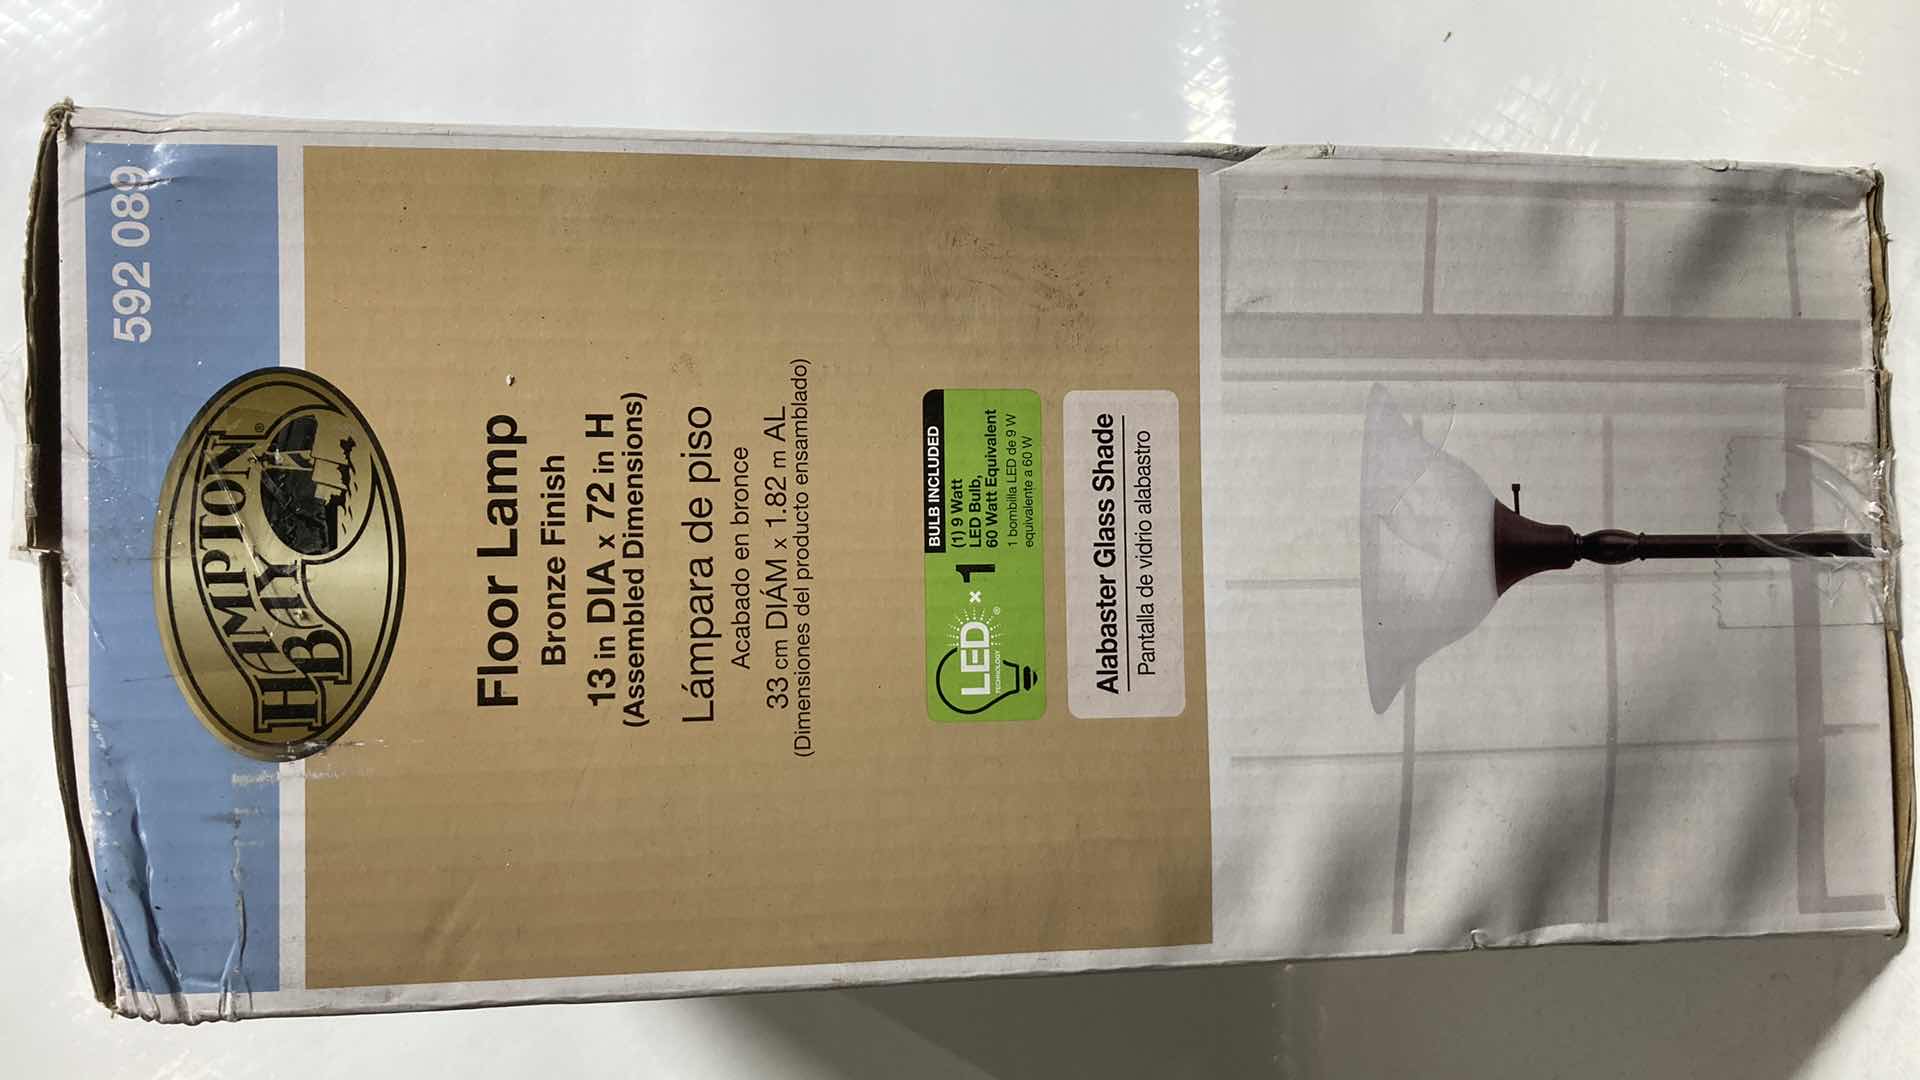 592 089
HAMPTON
BAY®
Floor Lamp
Bronze Finish
13 in DIA x 72 in H
(Assembled Dimensions)
Lámpara de piso
Acabado en bronce
33 cm DIÁM x 1.82 m AL
(Dimensiones del producto ensamblado)
LED
TECHNOLOGY
®
x 1
BULB INCLUDED
(1) 9 Watt
LED Bulb,
60 Watt Equivalent
1 bombilla LED de 9 W
equivalente a 60 W
Alabaster Glass Shade
Pantalla de vidrio alabastro